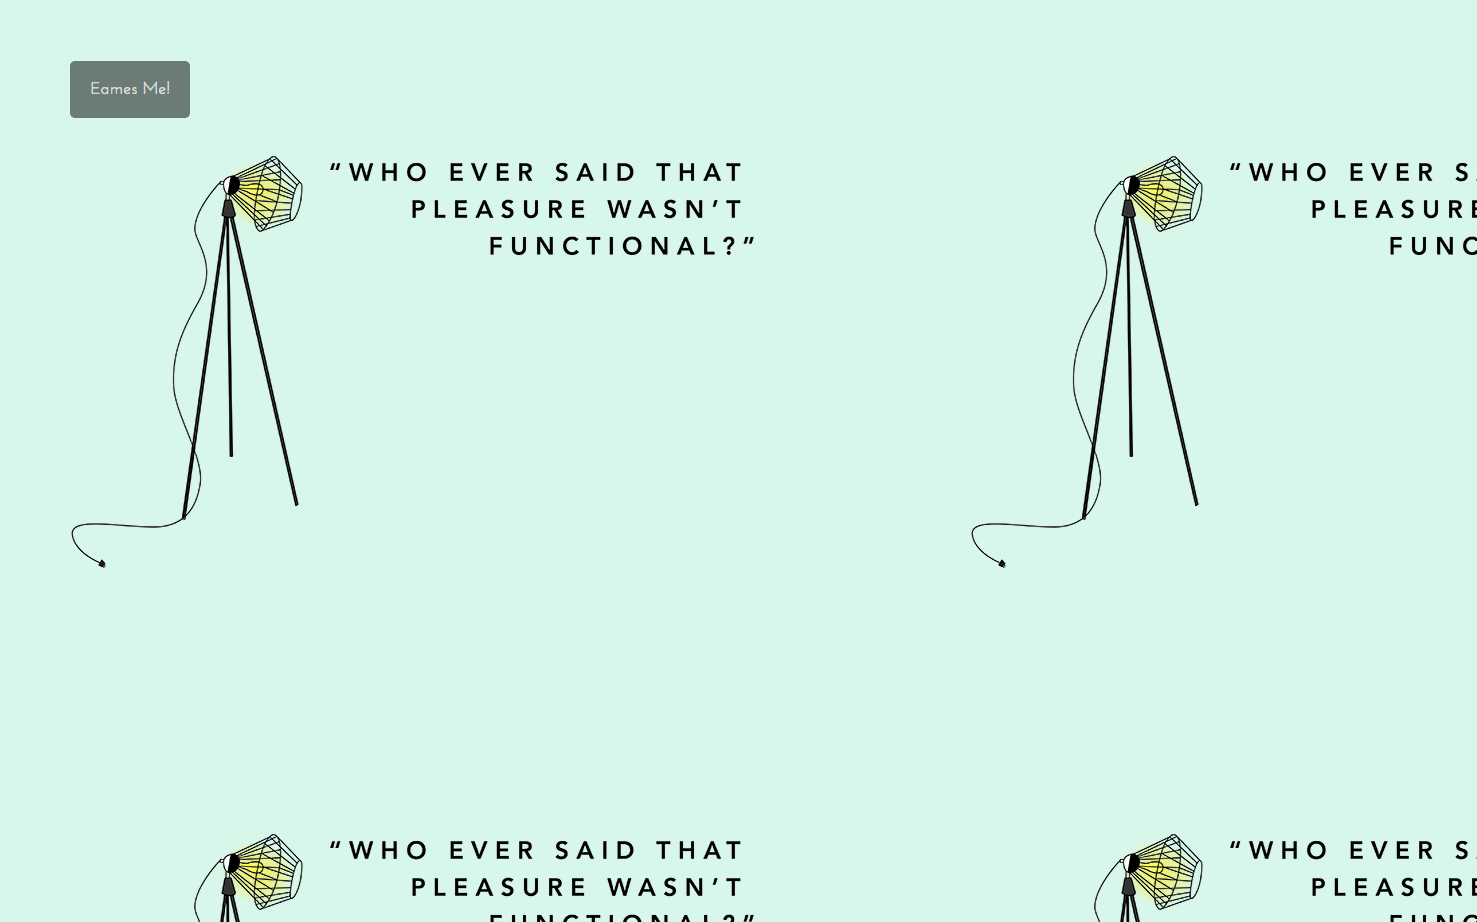 Eames Me!
“WHO EVER SAID THAT
PLEASURE WASN’T
FUNCTIONAL?”
“WHO EVER
PLEASURE
“WHO EVER SAID THAT
PLEASURE WASN’T
FUNCTIONAL?”
“WHO EVER
PLEASURE